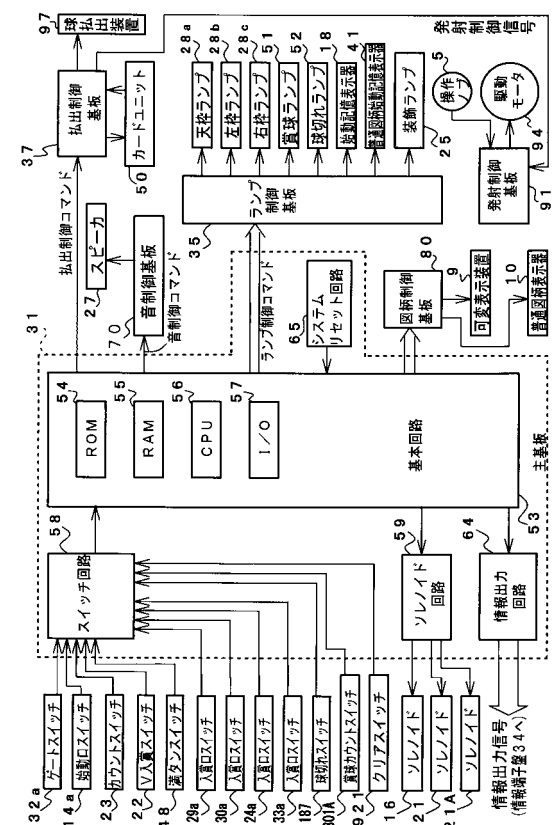 97
球払出装置
37
払出制御
基板
カードユニット
50
払出制御コマンド
スピーカ
27
70
音制御基板
音制御コマンド
31
発射制御
信号
天枠ランプ
28a
左枠ランプ
28b
右枠ランプ
28c
賞球ランプ
51
球切れランプ
52
始動記憶表示器
18
普通図柄始動記憶表示器
41
装飾ランプ
25
35
ランプ
制御
基板
ランプ制御コマンド
操作
ノブ
5
駆動
モータ
94
発射制御
基板
91
65
システム
リセット回路
図柄制御
基板
80
可変表示装置
9
普通図柄表示器
10
ROM
54
RAM
55
CPU
56
I/O
57
基本回路
53
主基板
58
スイッチ回路
59
ソレノイド
回路
64
情報出力
回路
ゲートスイッチ
32a
始動口スイッチ
14a
カウントスイッチ
23
V入賞スイッチ
22
満タンスイッチ
48
入賞口スイッチ
29a
入賞口スイッチ
30a
入賞口スイッチ
24a
入賞口スイッチ
33a
球切れスイッチ
187
賞球カウントスイッチ
301A
クリアスイッチ
921
ソレノイド
16
ソレノイド
21
ソレノイド
21A
情報出力信号
(情報端子盤34へ)